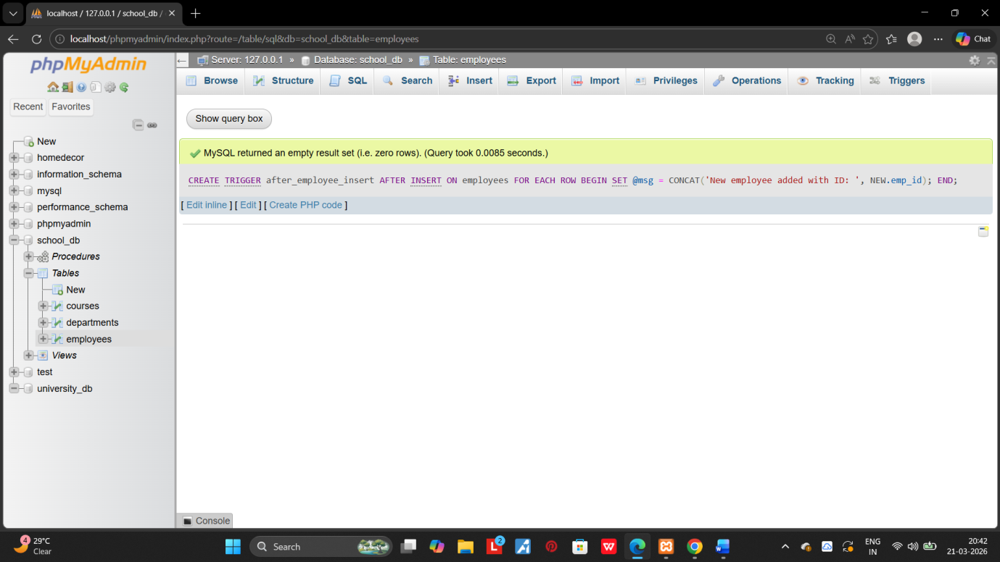 localhost / 127.0.0.1 / school_db /
localhost/phpmyadmin/index.php?route=/table/sql&db=school_db&table=employees
Chat
phpMyAdmin
Recent
Favorites
New
homedecor
information_schema
mysql
performance_schema
phpmyadmin
school_db
Procedures
Tables
New
courses
departments
employees
Views
test
university_db
Server: 127.0.0.1 » Database: school_db » Table: employees
Browse
Structure
SQL
Search
Insert
Export
Import
Privileges
Operations
Tracking
Triggers
Show query box
MySQL returned an empty result set (i.e. zero rows). (Query took 0.0085 seconds.)
CREATE TRIGGER after_employee_insert AFTER INSERT ON employees FOR EACH ROW BEGIN SET @msg = CONCAT('New employee added with ID: ', NEW.emp_id); END;
[ Edit inline ] [ Edit ] [ Create PHP code ]
Console
4
29°C
Clear
Search
L
2
W
W
ENG
IN
20:42
21-03-2026